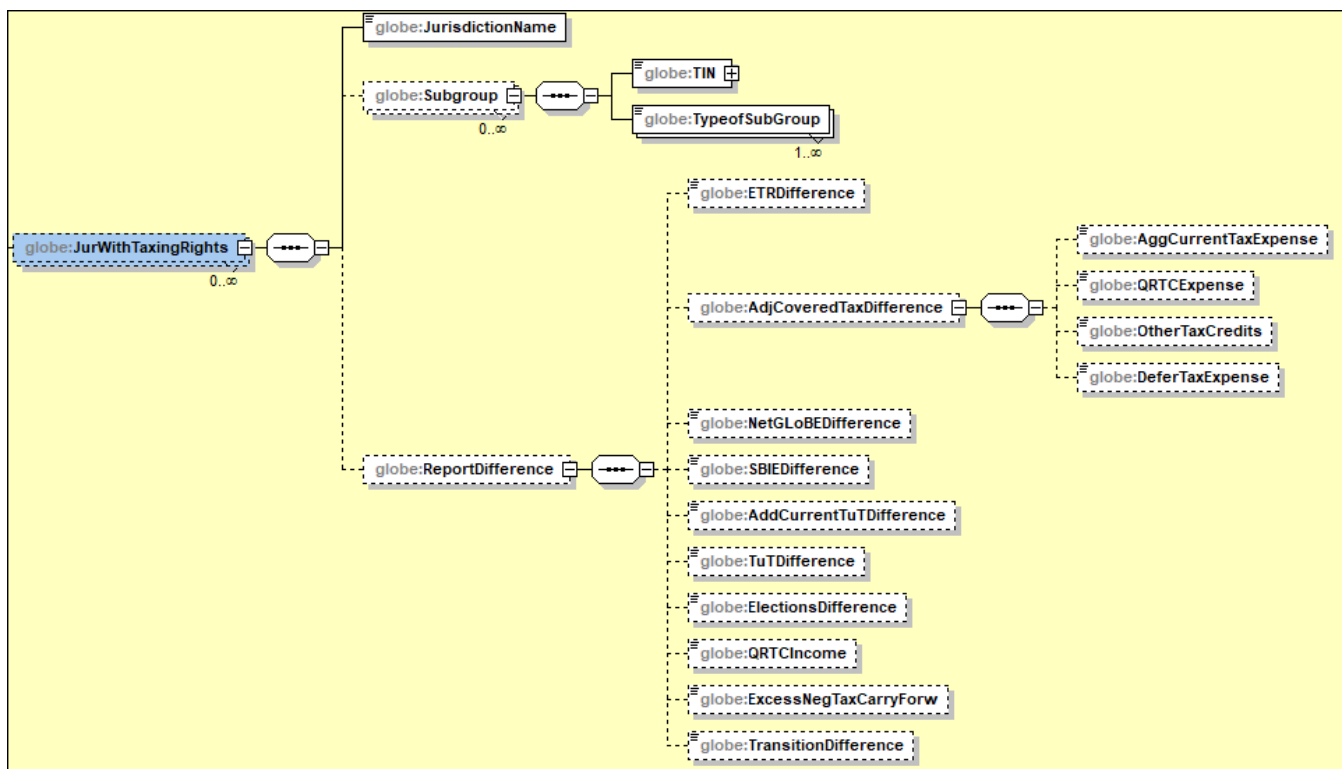 globe:JurisdictionName
globe:TIN
globe:Subgroup
0..∞
globe:TypeofSubGroup
1..∞
globe:ETRDifference
globe:JurWithTaxingRights
0..∞
globe:AggCurrentTaxExpense
globe:QRTCExpense
globe:AdjCoveredTaxDifference
globe:OtherTaxCredits
globe:DeferTaxExpense
globe:NetGLoBEDifference
globe:ReportDifference
globe:SBIEDifference
globe:AddCurrentTuTDifference
globe:TuTDifference
globe:ElectionsDifference
globe:QRTCIncome
globe:ExcessNegTaxCarryForw
globe:TransitionDifference